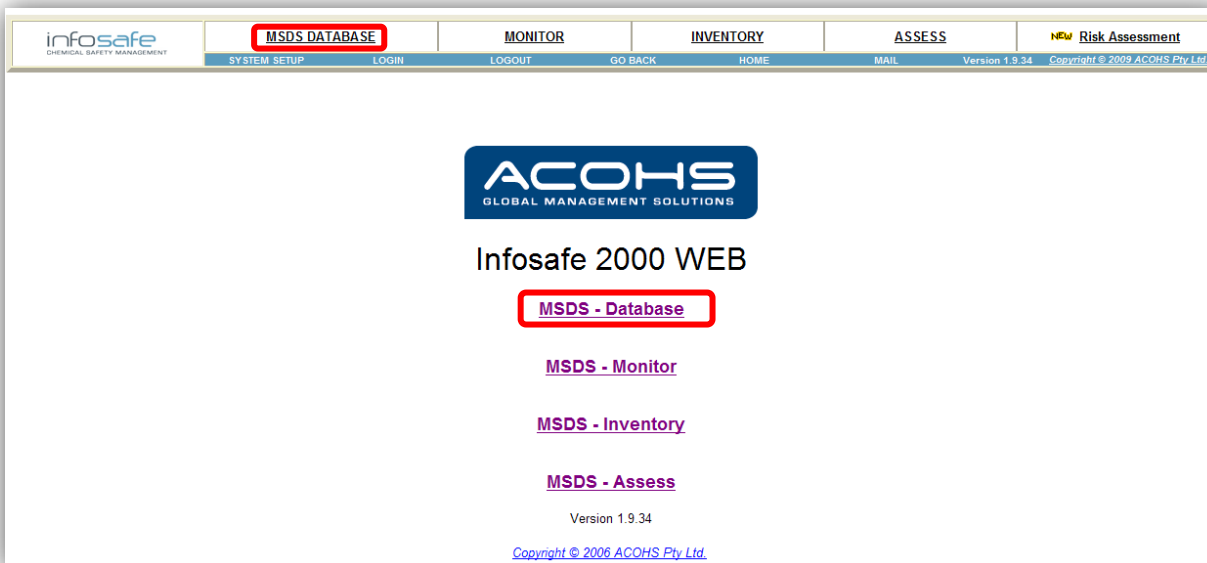 infosafe
CHEMICAL SAFETY MANAGEMENT
MSDS DATABASE MONITOR INVENTORY ASSESS NEW Risk Assessment
SYSTEM SETUP LOGIN LOGOUT GO BACK HOME MAIL Version 1.9.34 Copyright © 2009 ACOHS Pty Ltd
ACOHS
GLOBAL MANAGEMENT SOLUTIONS
Infosafe 2000 WEB
MSDS - Database
MSDS - Monitor
MSDS - Inventory
MSDS - Assess
Version 1.9.34
Copyright © 2006 ACOHS Pty Ltd.